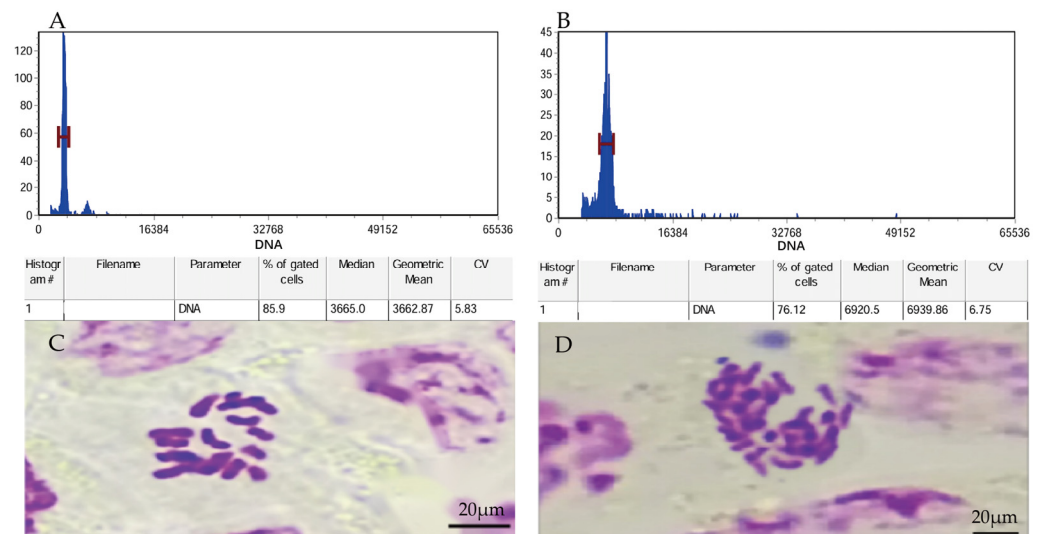 A
120
100
80
60
40
20
0
0 16384 32768 49152 65536
DNA
Histogr am # Filename Parameter % of gated cells Median Geometric Mean CV
1 DNA 85.9 3665.0 3662.87 5.83
B
45
40
35
30
25
20
15
10
5
0
0 16384 32768 49152 65536
DNA
Histogr am # Filename Parameter % of gated cells Median Geometric Mean CV
1 DNA 76.12 6920.5 6939.86 6.75
C
20μm
D
20μm